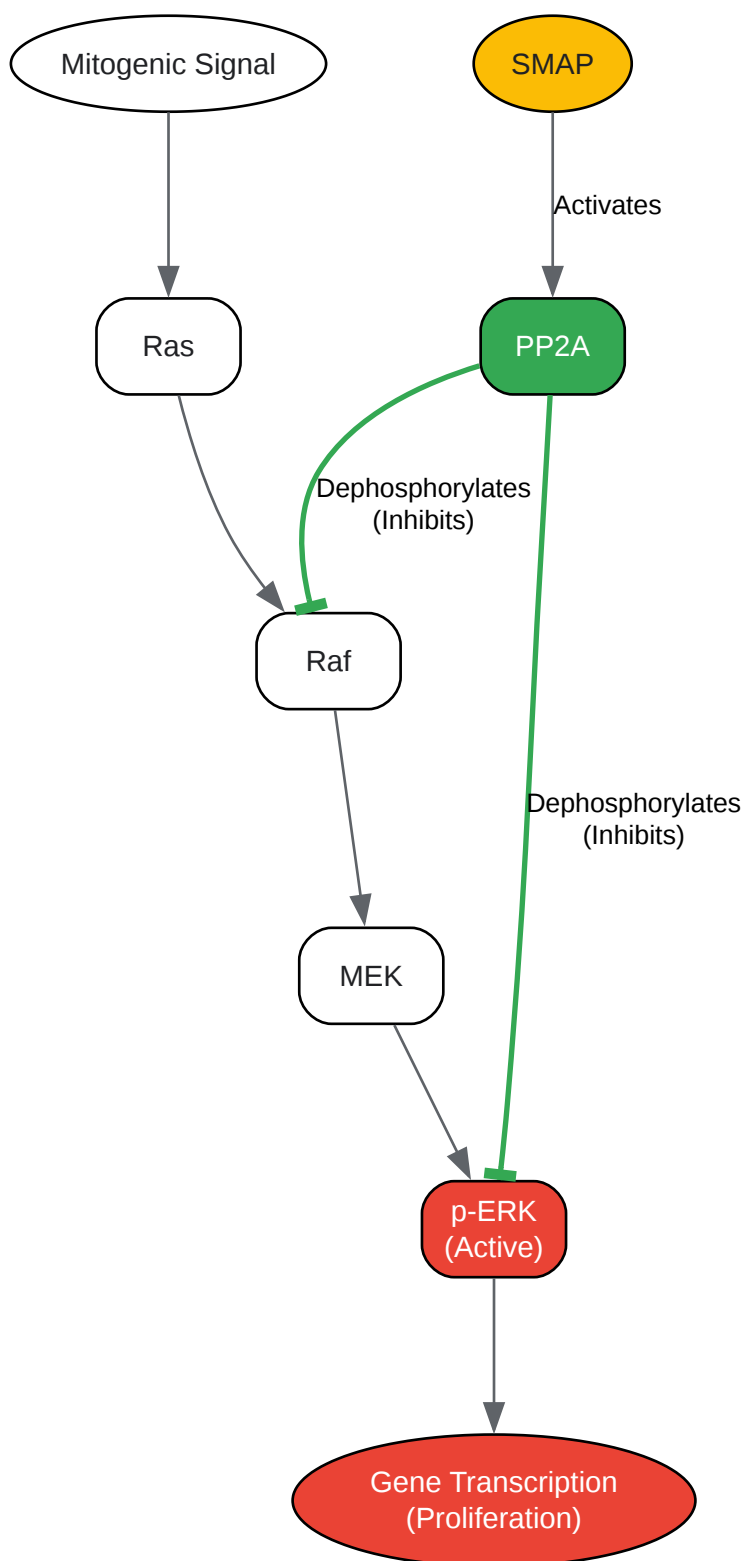 Mitogenic Signal
SMAP
Activates
Ras
PP2A
Dephosphorylates
(Inhibits)
Raf
Dephosphorylates
(Inhibits)
MEK
p-ERK
(Active)
Gene Transcription
(Proliferation)